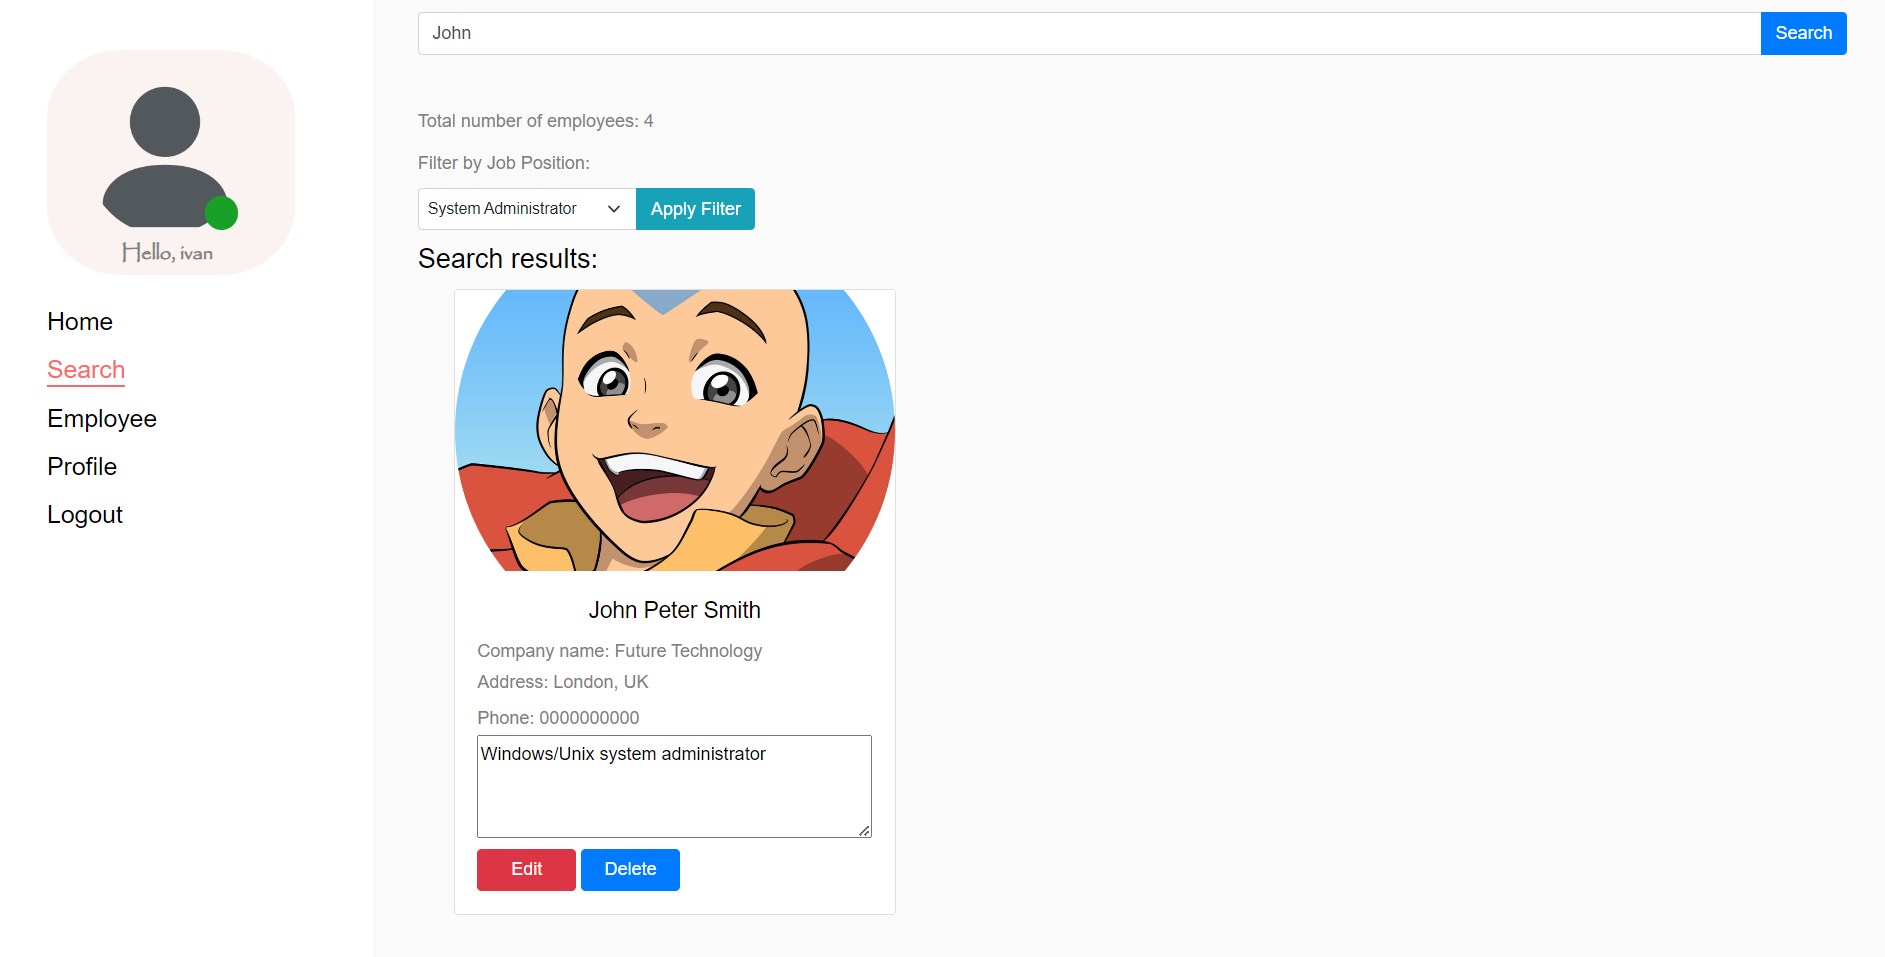 Hello, ivan
Home
Search
Employee
Profile
Logout
John
Search
Total number of employees: 4
Filter by Job Position:
System Administrator
Apply Filter
Search results:
John Peter Smith
Company name: Future Technology
Address: London, UK
Phone: 0000000000
Windows/Unix system administrator
Edit
Delete